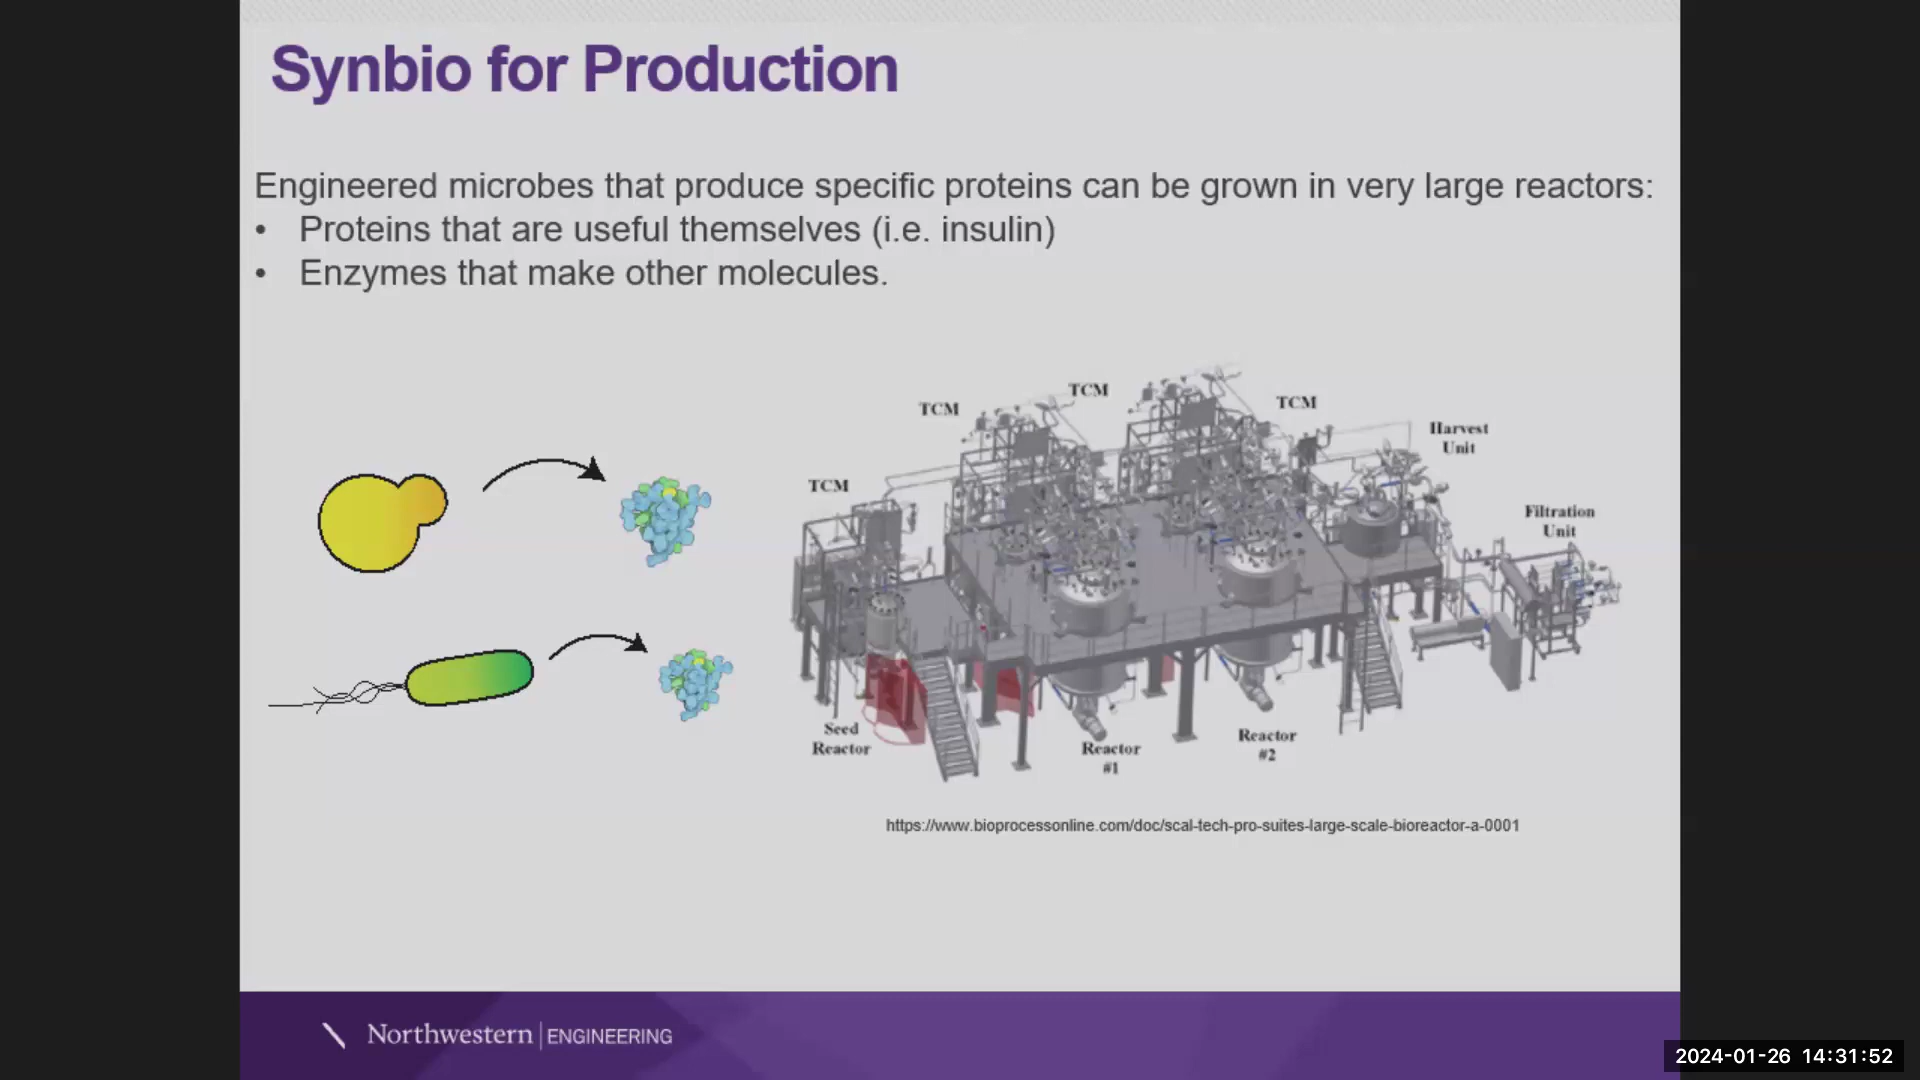 Synbio for Production
Engineered microbes that produce specific proteins can be grown in very large reactors:
• Proteins that are useful themselves (i.e. insulin)
• Enzymes that make other molecules.
TCM
TCM
TCM
TCM
Harvest
Unit
Filtration
Unit
Seed
Reactor
Reactor
#1
Reactor
#2
https://www.bioprocessonline.com/doc/scal-tech-pro-suites-large-scale-bioreactor-a-0001
Northwestern | ENGINEERING
2024-01-26 14:31:52